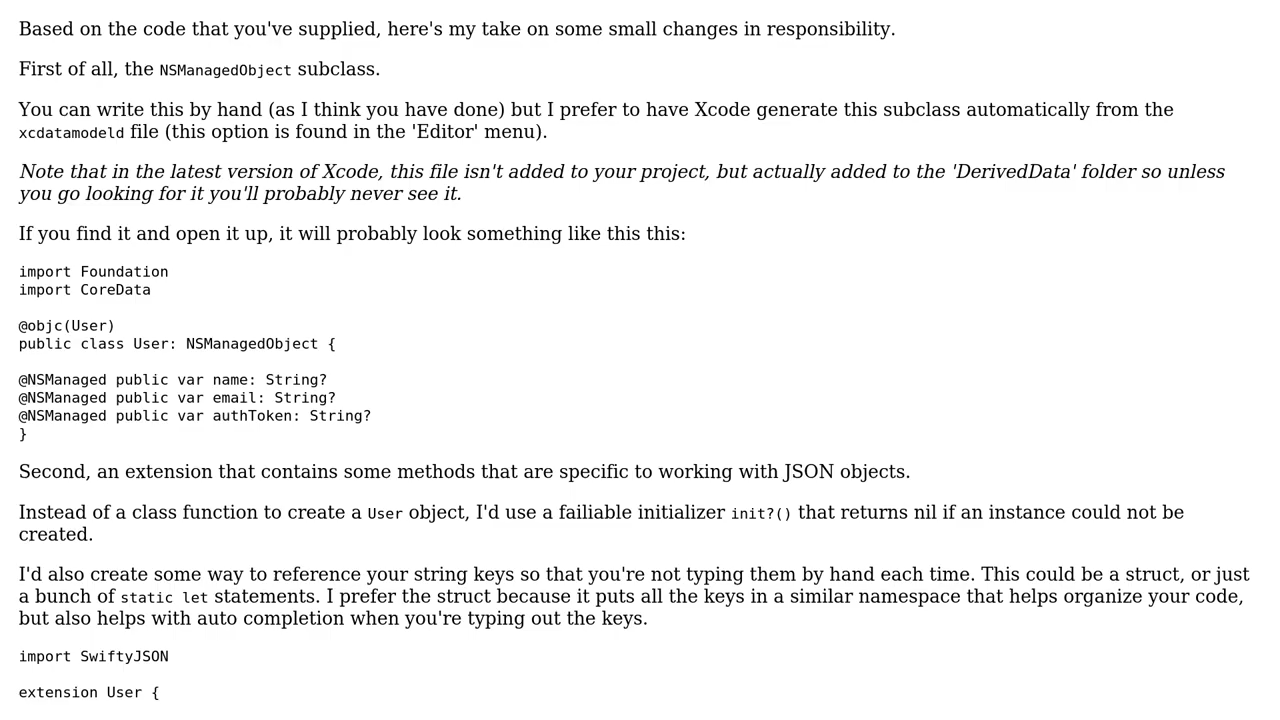 Based on the code that you've supplied, here's my take on some small changes in responsibility.
First of all, the NSManagedObject subclass.
You can write this by hand (as I think you have done) but I prefer to have Xcode generate this subclass automatically from the
xcdatamodeld file (this option is found in the 'Editor' menu).
Note that in the latest version of Xcode, this file isn't added to your project, but actually added to the 'DerivedData' folder so unless
you go looking for it you'll probably never see it.
If you find it and open it up, it will probably look something like this this:
import Foundation
import CoreData
@objc(User)
public class User: NSManagedObject {
@NSManaged public var name: String?
@NSManaged public var email: String?
@NSManaged public var authToken: String?
}
Second, an extension that contains some methods that are specific to working with JSON objects.
Instead of a class function to create a User object, I'd use a failiable initializer init?() that returns nil if an instance could not be
created.
I'd also create some way to reference your string keys so that you're not typing them by hand each time. This could be a struct, or just
a bunch of static let statements. I prefer the struct because it puts all the keys in a similar namespace that helps organize your code,
but also helps with auto completion when you're typing out the keys.
import SwiftyJSON
extension User {